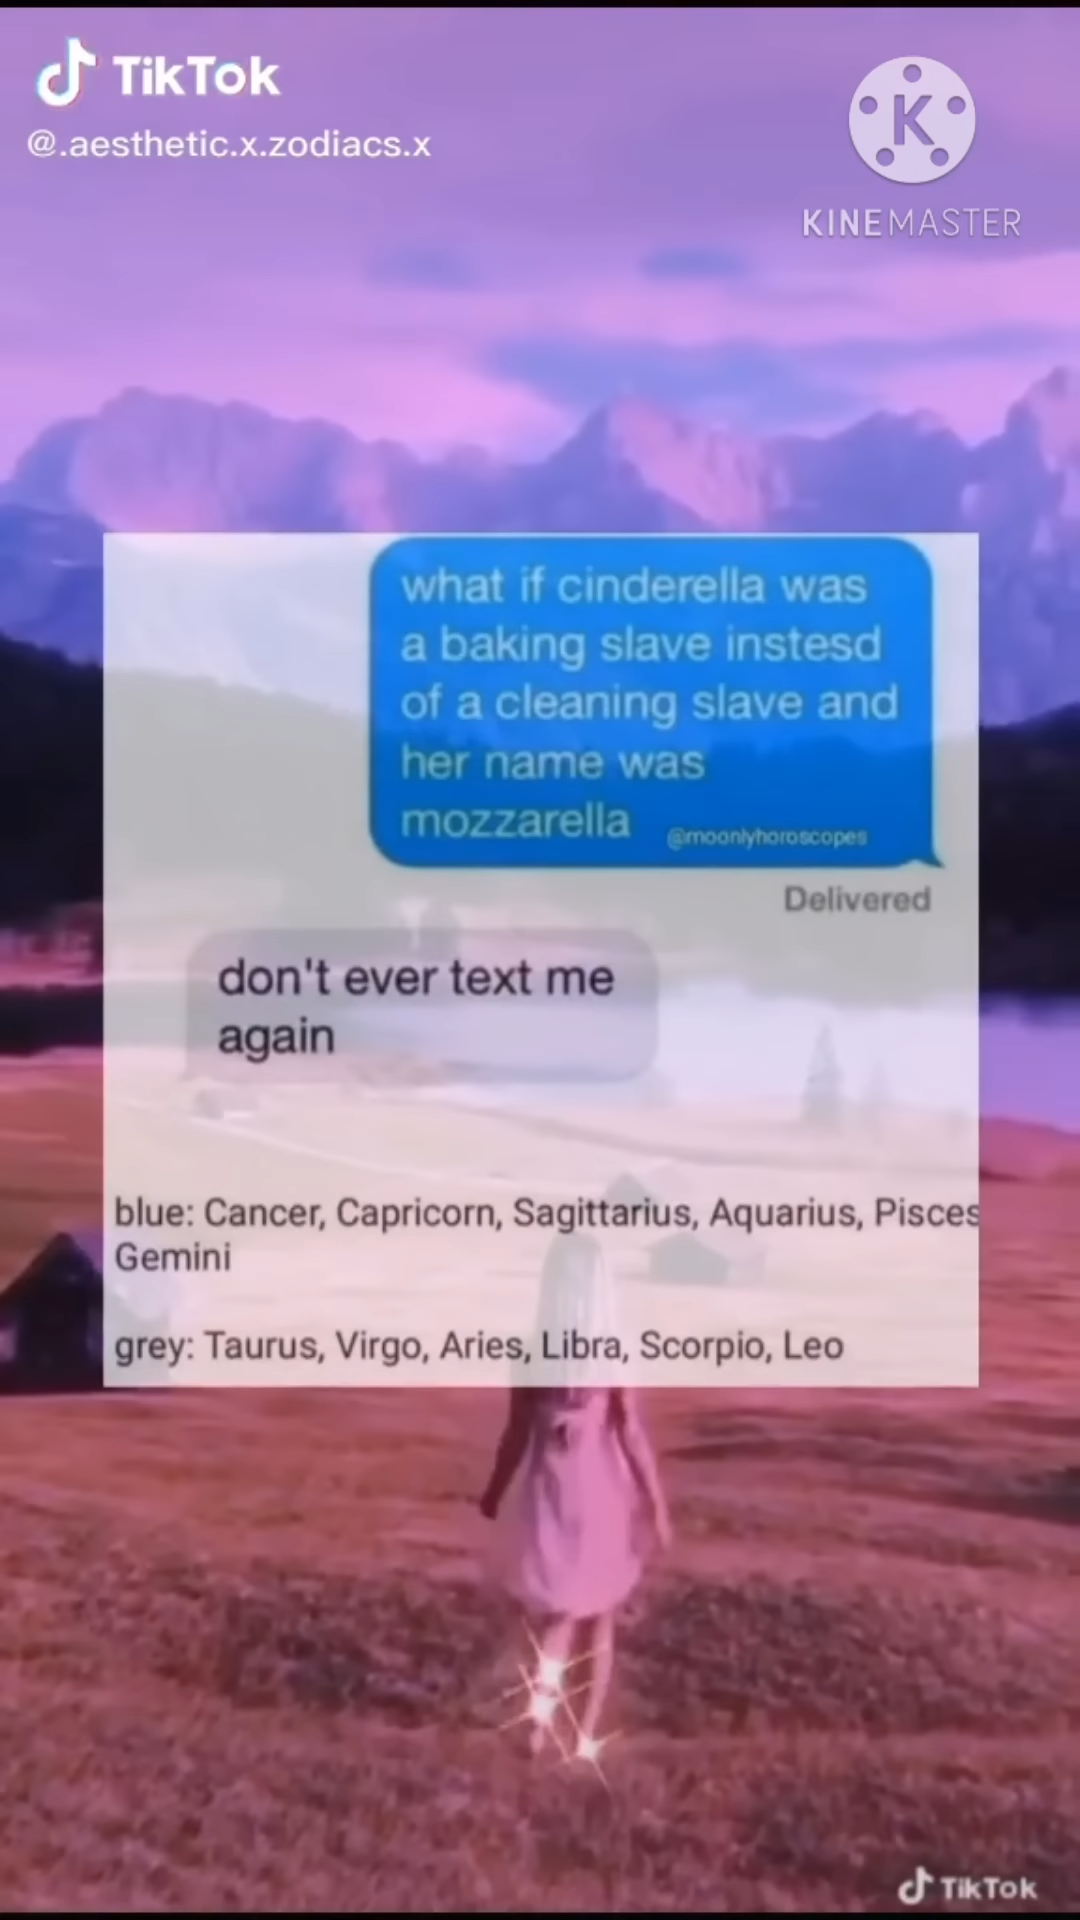 TikTok
@.aesthetic.x.zodiacs.x
K
KINEMASTER
what if cinderella was
a baking slave instesd
of a cleaning slave and
her name was
mozzarella
@moonlyhoroscopes
Delivered
don't ever text me
again
blue: Cancer, Capricorn, Sagittarius, Aquarius, Pisces
Gemini
grey: Taurus, Virgo, Aries, Libra, Scorpio, Leo
TikTok